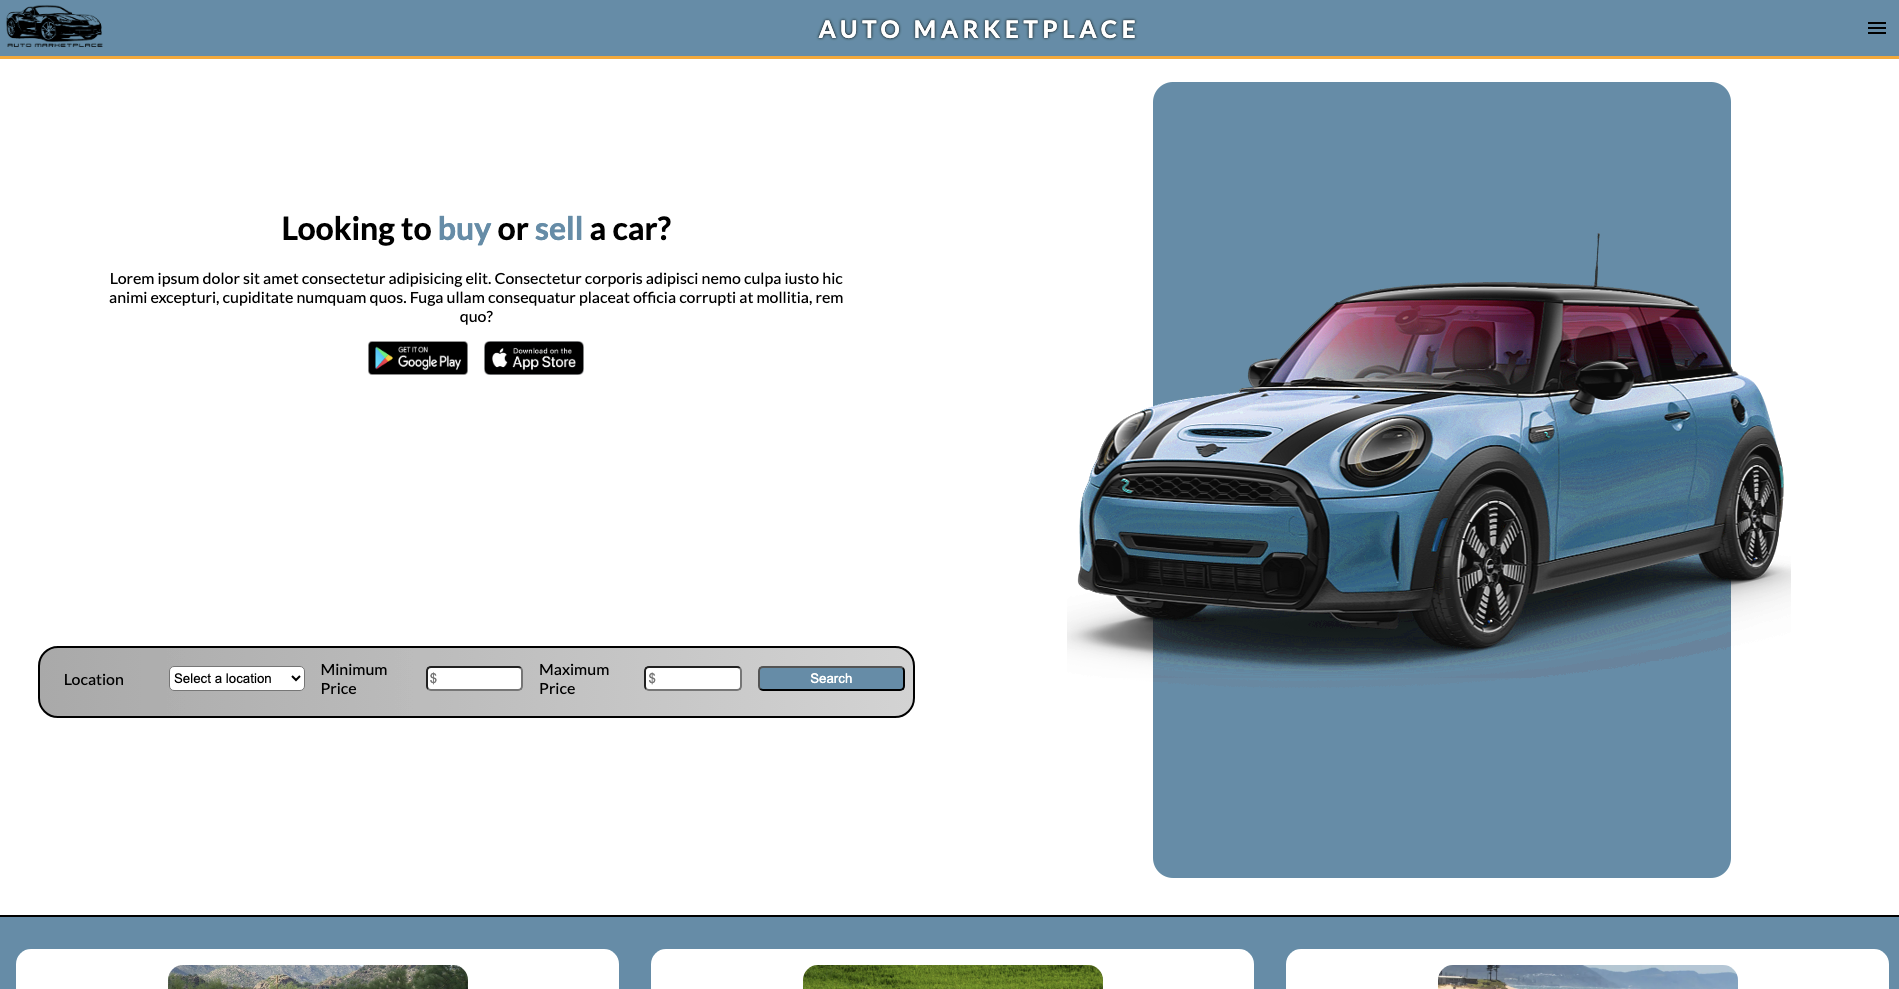 AUTO MARKETPLACE
AUTO MARKETPLACE
Looking to buy or sell a car?
Lorem ipsum dolor sit amet consectetur adipisicing elit. Consectetur corporis adipisci nemo culpa iusto hic
animi excepturi, cupiditate numquam quos. Fuga ullam consequatur placeat officia corrupti at mollitia, rem
quo?
GET IT ON
Google Play
Download on the
App Store
Location
Select a location
Minimum
Price
$
Maximum
Price
$
Search